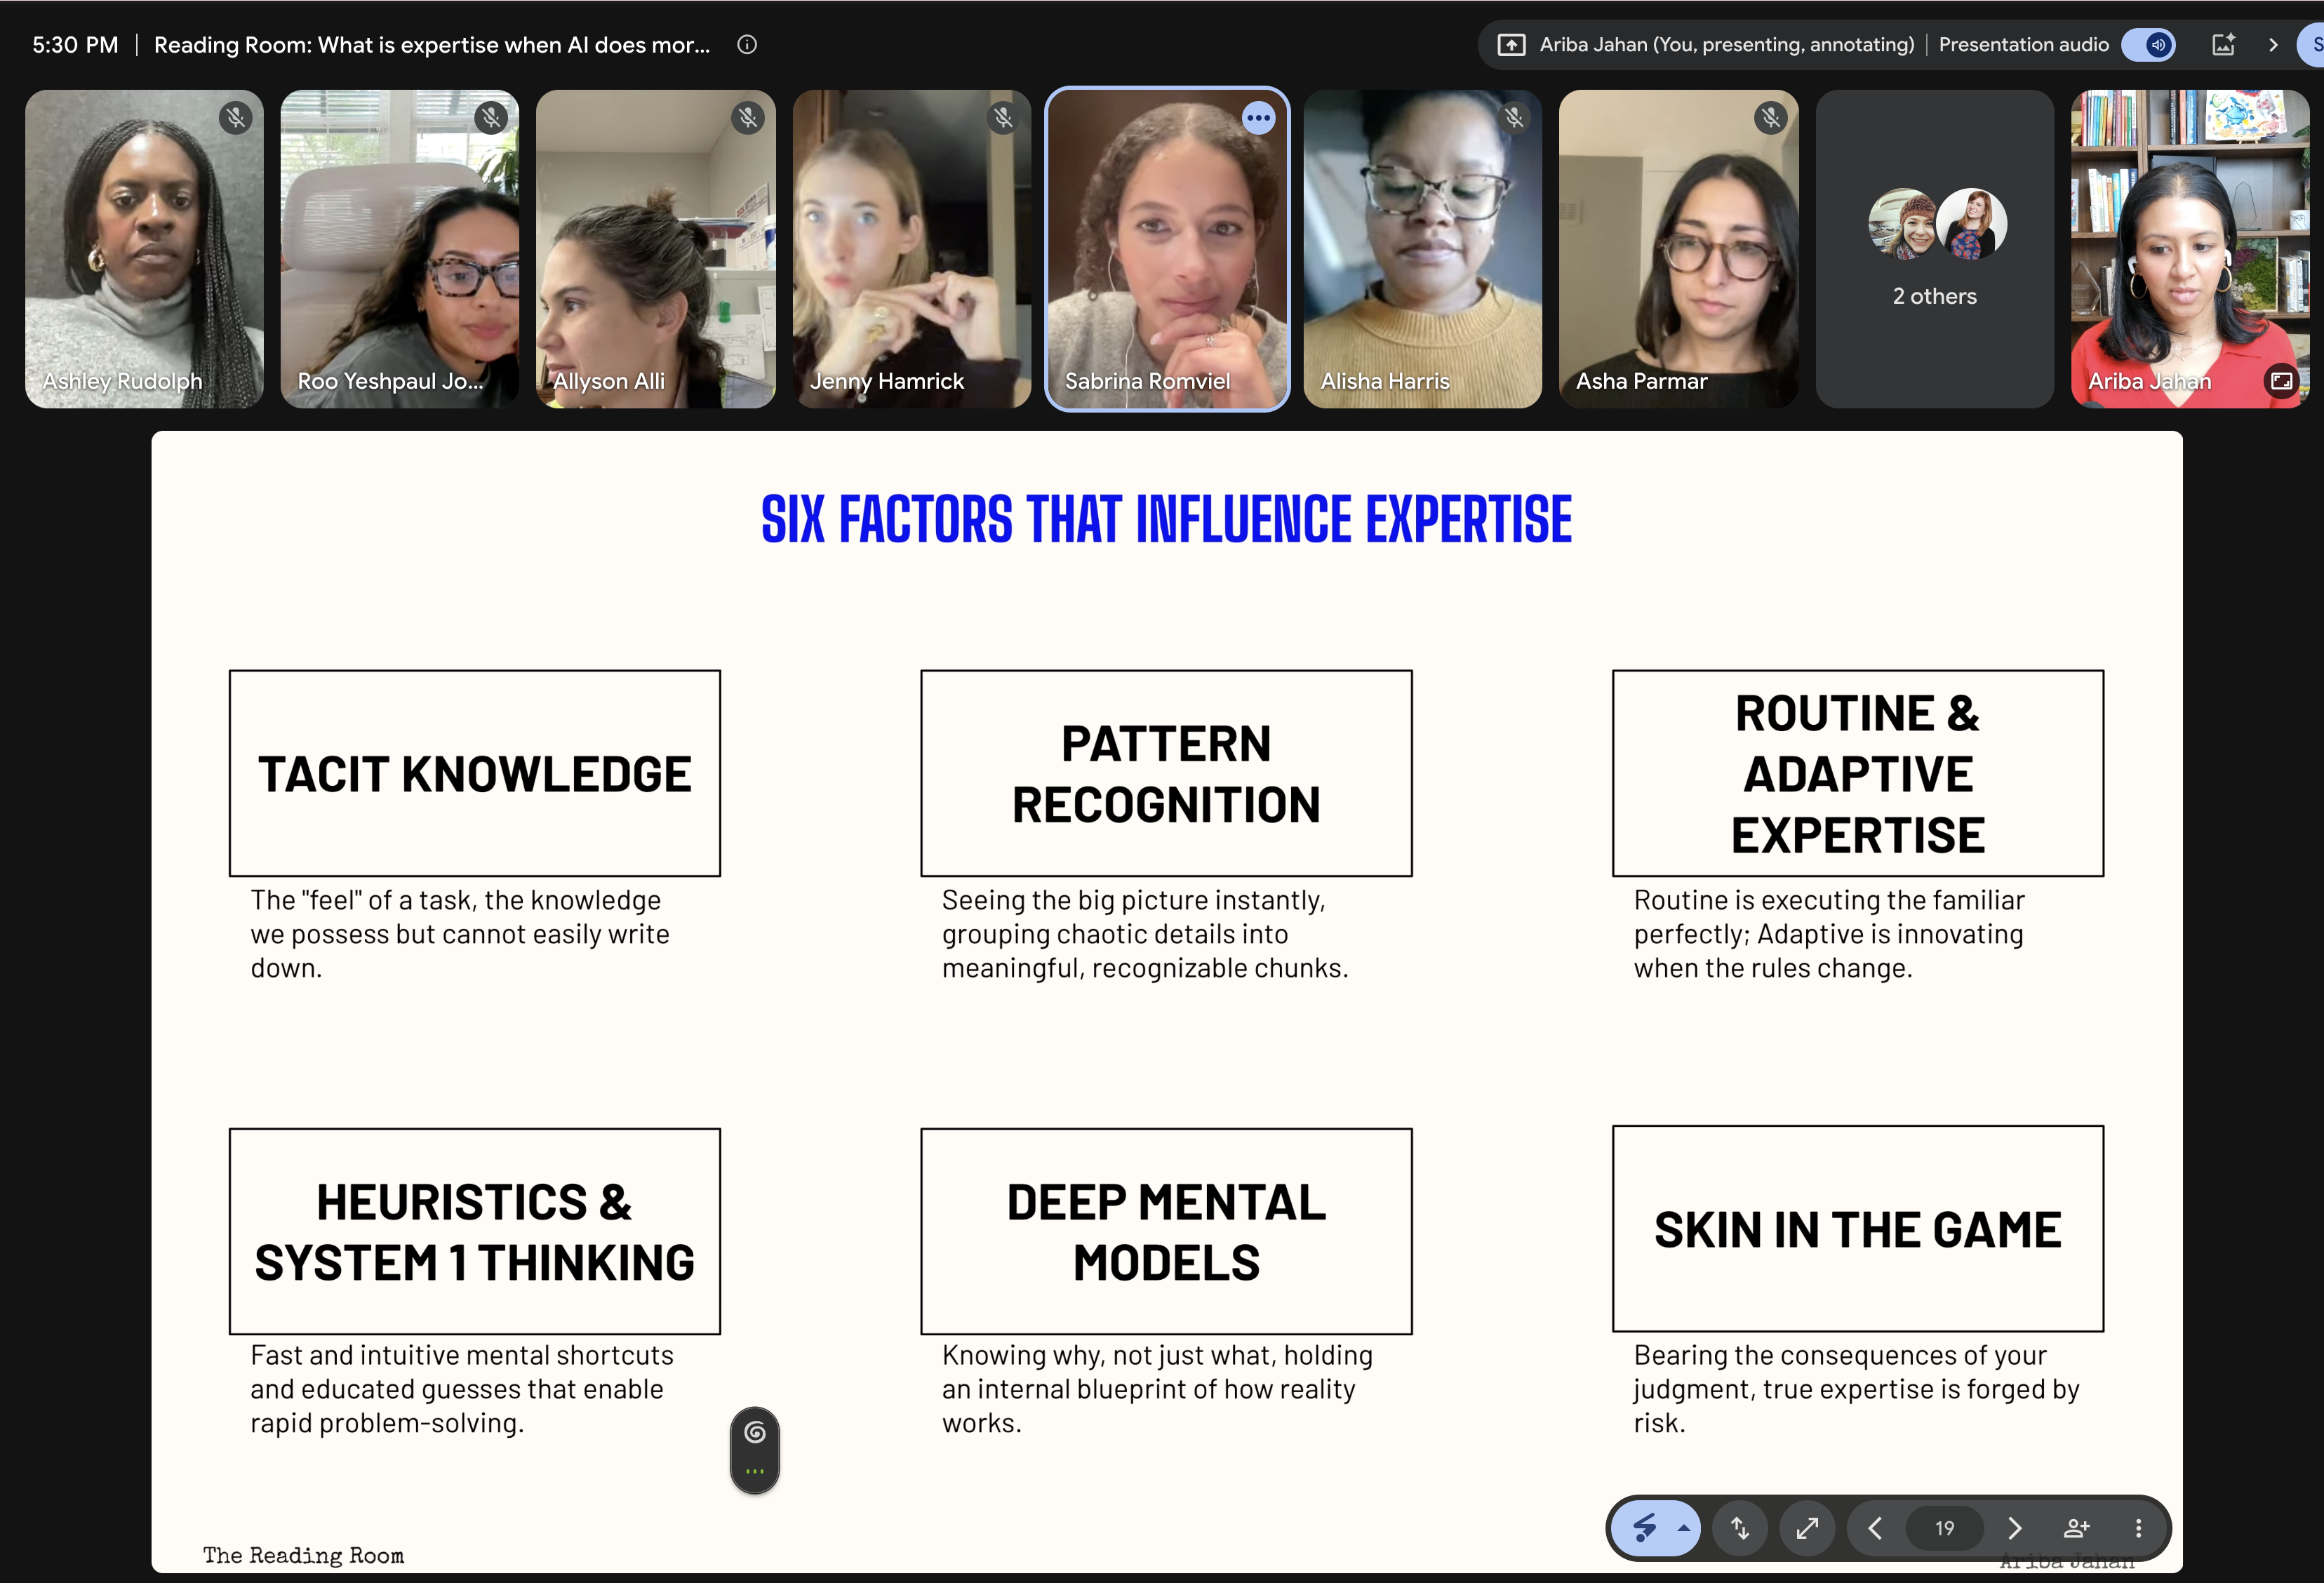 5:30 PM | Reading Room: What is expertise when AI does mor...
Ariba Jahan (You, presenting, annotating) | Presentation audio
Ashley Rudolph
Roo Yeshpaul Jo...
Allyson Alli
Jenny Hamrick
Sabrina Romviel
Alisha Harris
Asha Parmar
2 others
Ariba Jahan
SIX FACTORS THAT INFLUENCE EXPERTISE
TACIT KNOWLEDGE
The "feel" of a task, the knowledge
we possess but cannot easily write
down.
PATTERN
RECOGNITION
Seeing the big picture instantly,
grouping chaotic details into
meaningful, recognizable chunks.
ROUTINE &
ADAPTIVE
EXPERTISE
Routine is executing the familiar
perfectly; Adaptive is innovating
when the rules change.
HEURISTICS &
SYSTEM 1 THINKING
Fast and intuitive mental shortcuts
and educated guesses that enable
rapid problem-solving.
DEEP MENTAL
MODELS
Knowing why, not just what, holding
an internal blueprint of how reality
works.
SKIN IN THE GAME
Bearing the consequences of your
judgment, true expertise is forged by
risk.
19
The Reading Room
Ariba Jahan